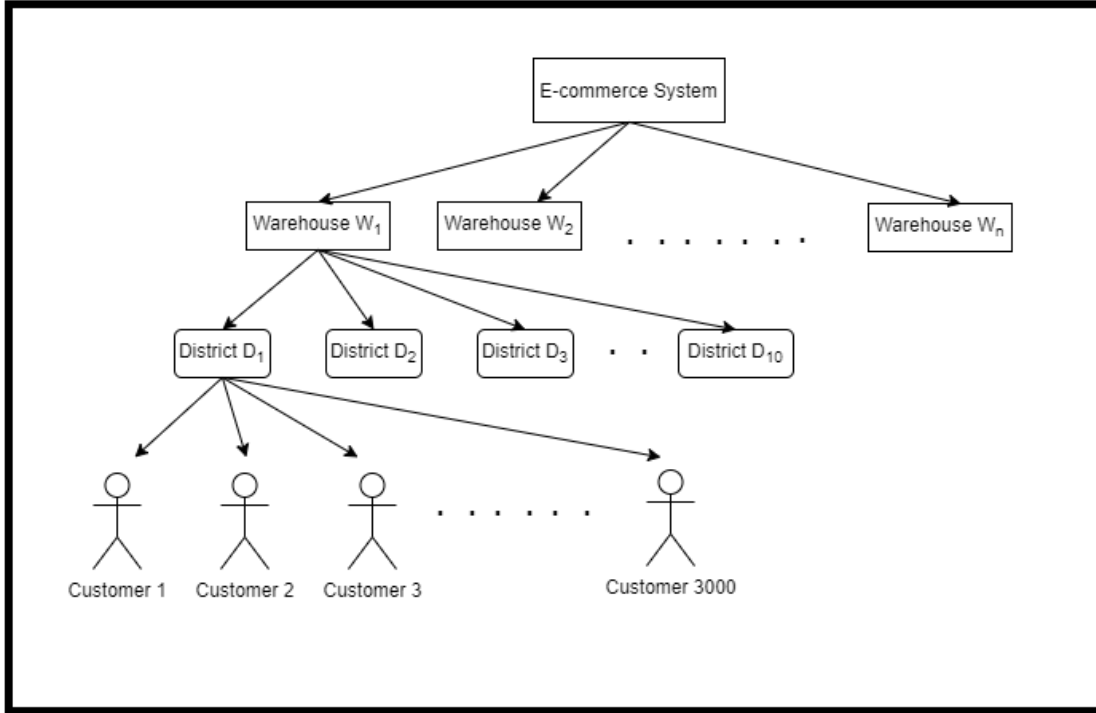 E-commerce System
Warehouse W₁
Warehouse W₂
. . . . . . .
Warehouse Wₙ
District D₁
District D₂
District D₃
. .
District D₁₀
. . . . . .
Customer 1
Customer 2
Customer 3
Customer 3000